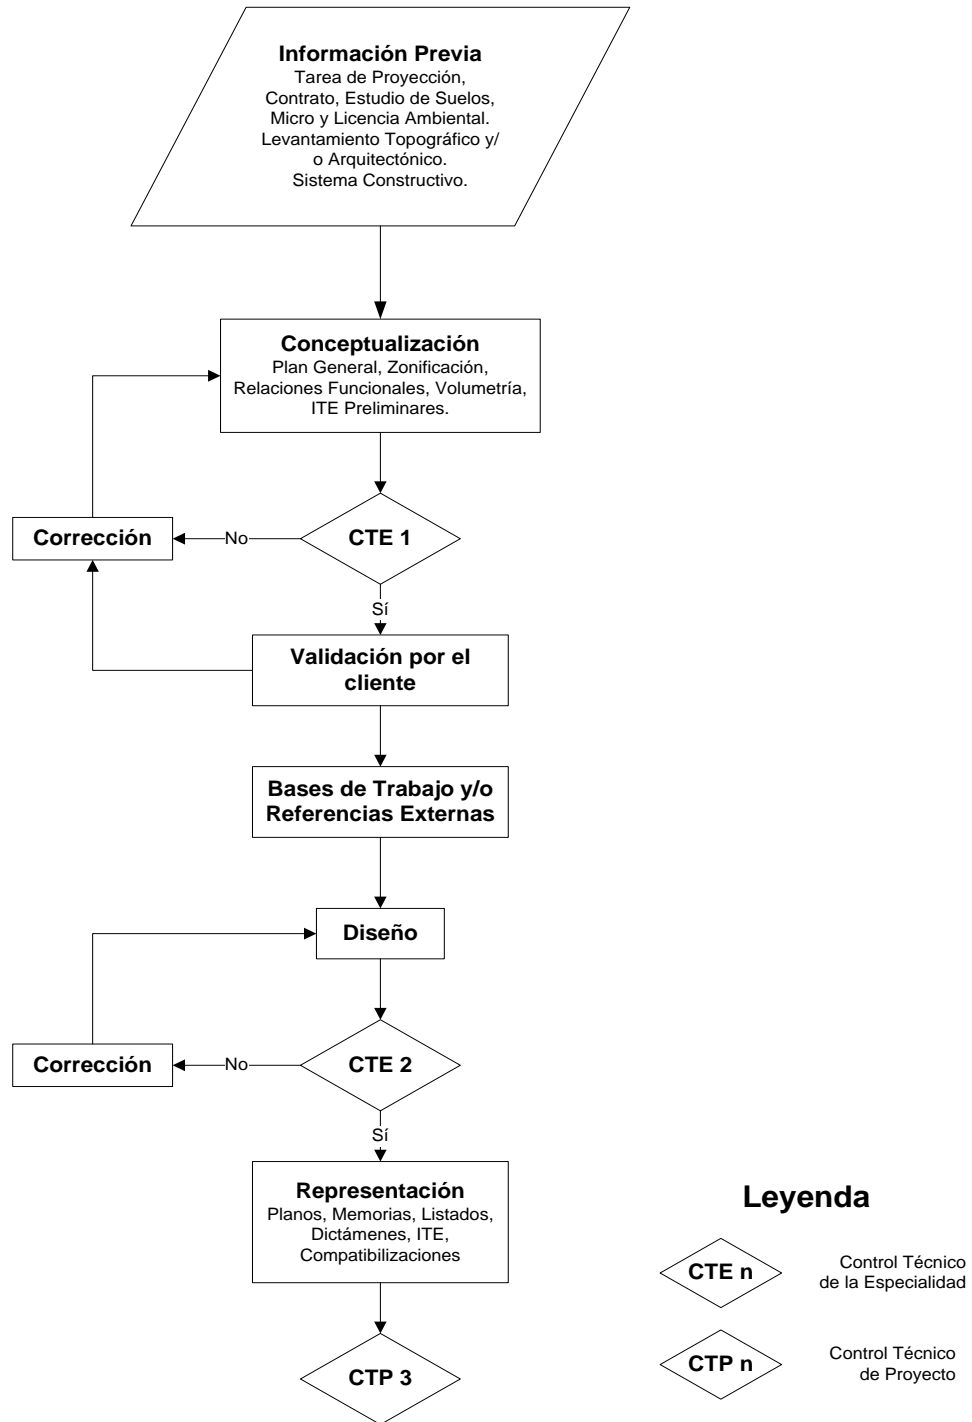 Información Previa
Tarea de Proyección,
Contrato, Estudio de Suelos,
Micro y Licencia Ambiental.
Levantamiento Topográfico y/
o Arquitectónico.
Sistema Constructivo.
Conceptualización
Plan General, Zonificación,
Relaciones Funcionales, Volumetría,
ITE Preliminares.
Corrección
No
CTE 1
Sí
Validación por el
cliente
Bases de Trabajo y/o
Referencias Externas
Diseño
Corrección
No
CTE 2
Sí
Representación
Planos, Memorias, Listados,
Dictámenes, ITE,
Compatibilizaciones
CTP 3
Leyenda
CTE n
Control Técnico
de la Especialidad
CTP n
Control Técnico
de Proyecto